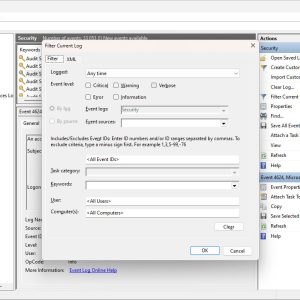 Security Number of events: 33 053 (!) New events available
Actions
Keywords
Filter Current Log
Security
Audit S
Filter XML
Open Saved L
Audit S
Create Custom
Audit S
Logged: Any time
Import Custom
Audit S
Event level: Critical Warning Verbose
Clear Log...
Error Information
Filter Current
Event 4624
By log Event logs: Security
Properties
General
By source Event sources:
Find...
Save All Event
An acc
Includes/Excludes Event IDs: Enter ID numbers and/or ID ranges separated by commas. To
exclude criteria, type a minus sign first. For example 1,3,5-99,-76
Attach a Task
Subject
View
<All Event IDs>
Refresh
Task category:
Help
Logon
Keywords:
Event 4624, Micros
User: <All Users>
Event Properties
Log Na
Computer(s): <All Computers>
Attach Task To
Source
Copy
Event ID
Clear
Save Selected
Level:
Refresh
User:
OK Cancel
OpCode: Info
Help
More Information: Event Log Online Help